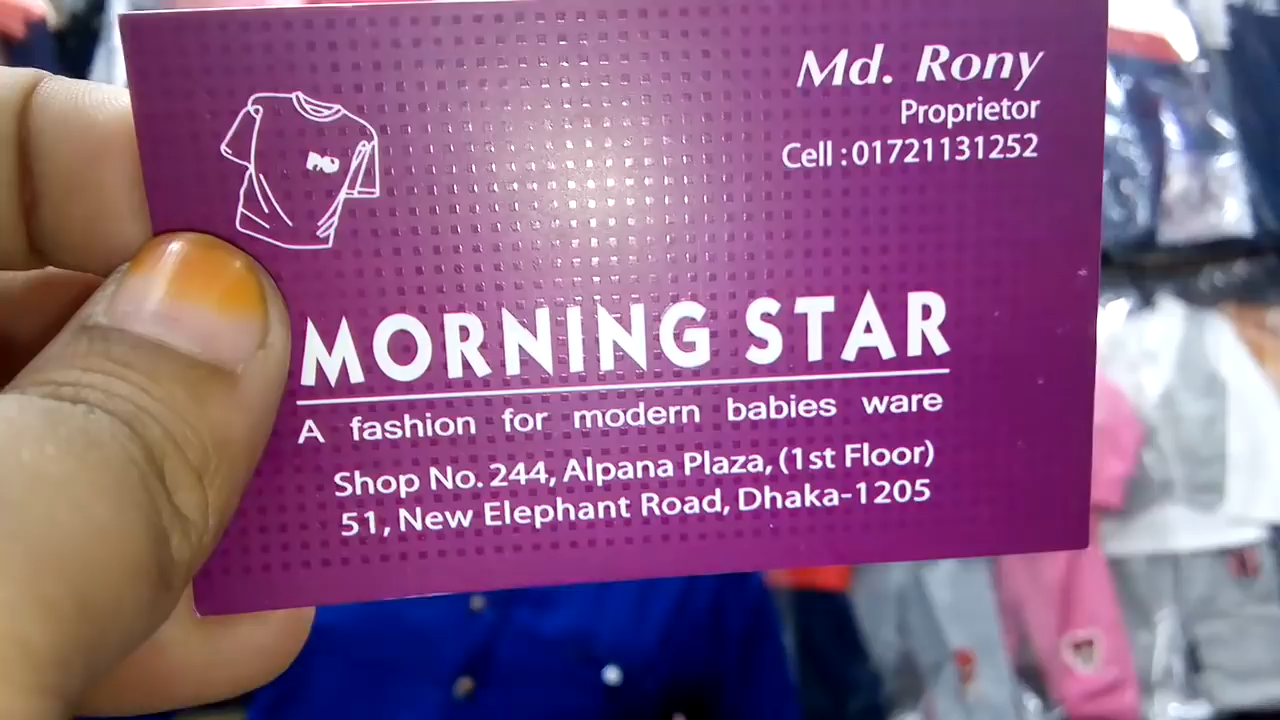 Md. Rony
Proprietor
Cell : 01721131252
MORNING STAR
A fashion for modern babies ware
Shop No. 244, Alpana Plaza, (1st Floor)
51, New Elephant Road, Dhaka-1205